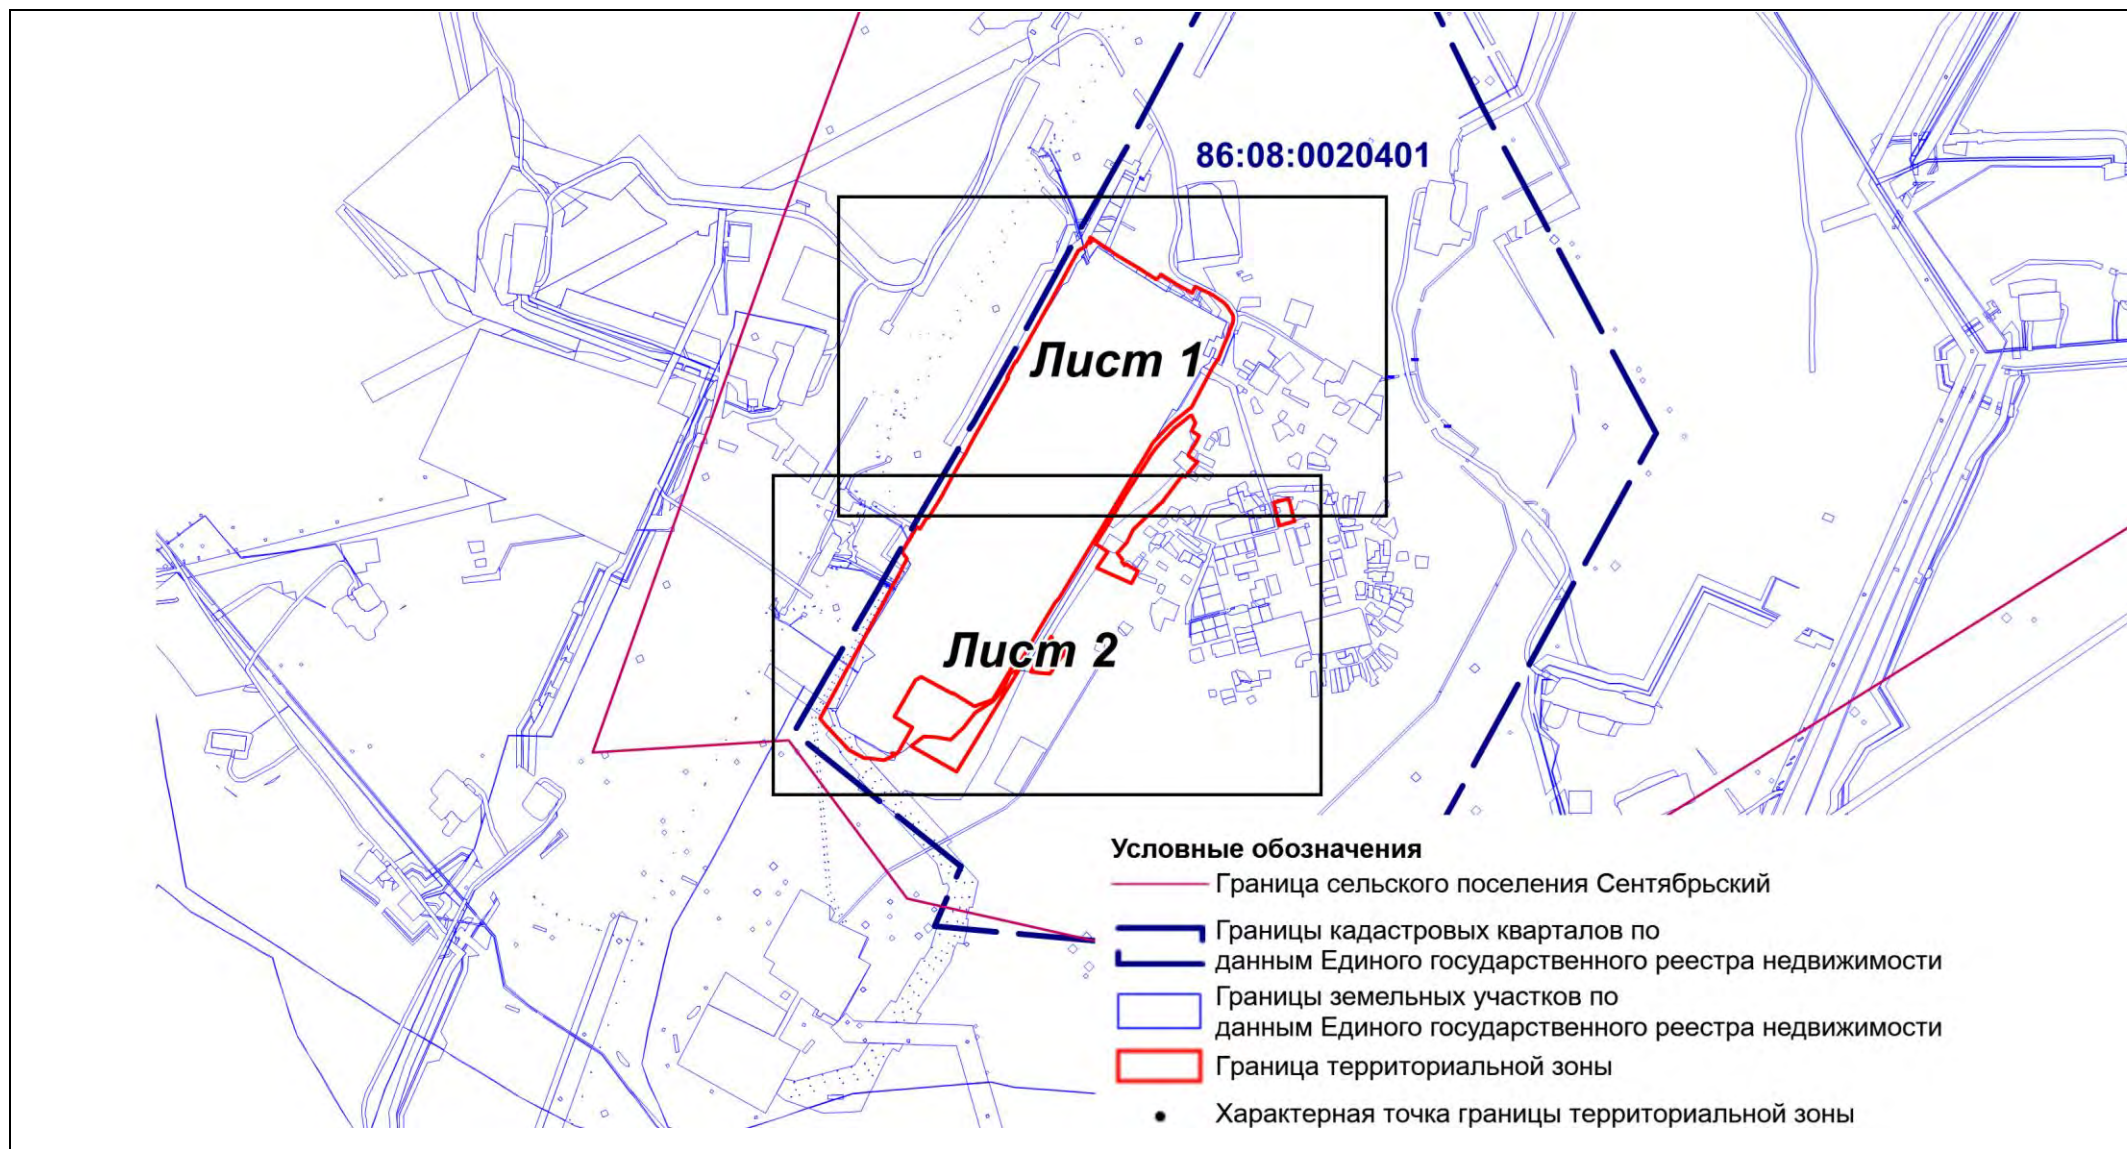 86:08:0020401
Лист 1
Лист 2
Условные обозначения
Граница сельского поселения Сентябрьский
Границы кадастровых кварталов по
данным Единого государственного реестра недвижимости
Границы земельных участков по
данным Единого государственного реестра недвижимости
Граница территориальной зоны
Характерная точка границы территориальной зоны